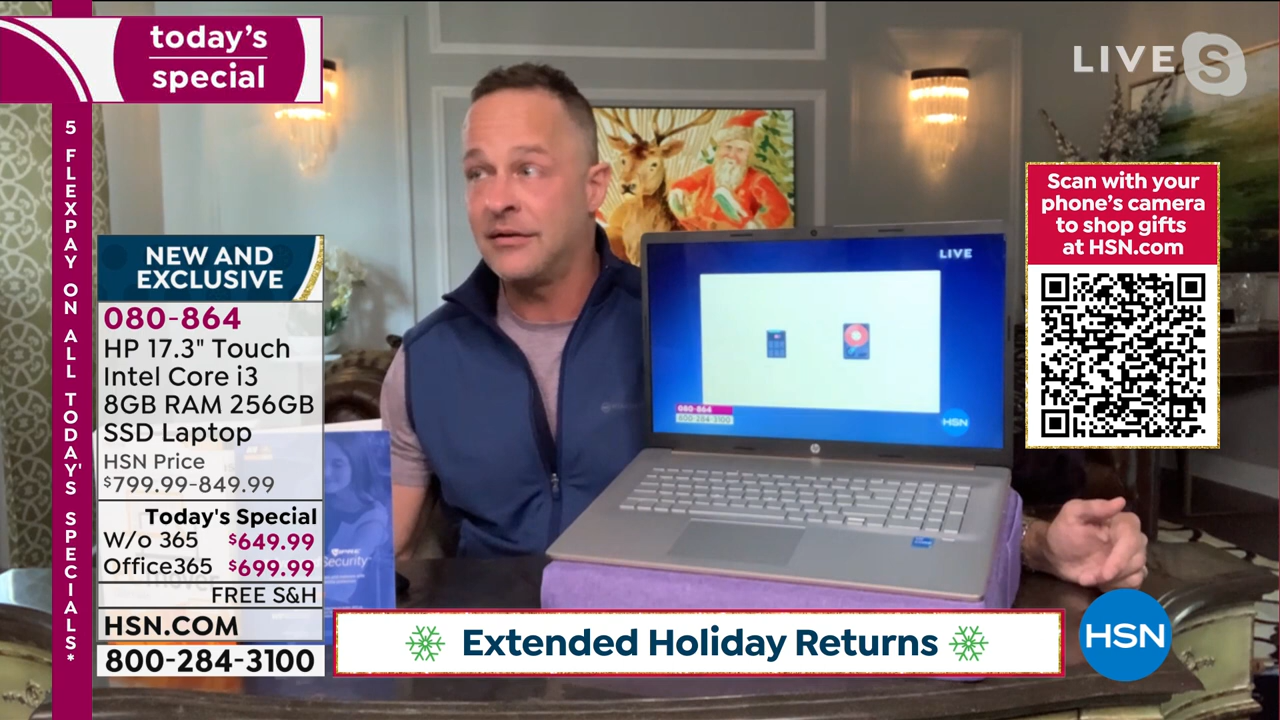 today's
special
LIVE S
5 FLEXPAY ON ALL TODAY'S SPECIALS*
Scan with your
phone's camera
to shop gifts
at HSN.com
NEW AND
EXCLUSIVE
080-864
HP 17.3" Touch
Intel Core i3
8GB RAM 256GB
SSD Laptop
HSN Price
$799.99-849.99
Today's Special
W/o 365 $649.99
Office365 $699.99
FREE S&H
HSN.COM
800-284-3100
LIVE
080-864
800-284-3100
HSN
hp
Security
mover
Extended Holiday Returns
HSN